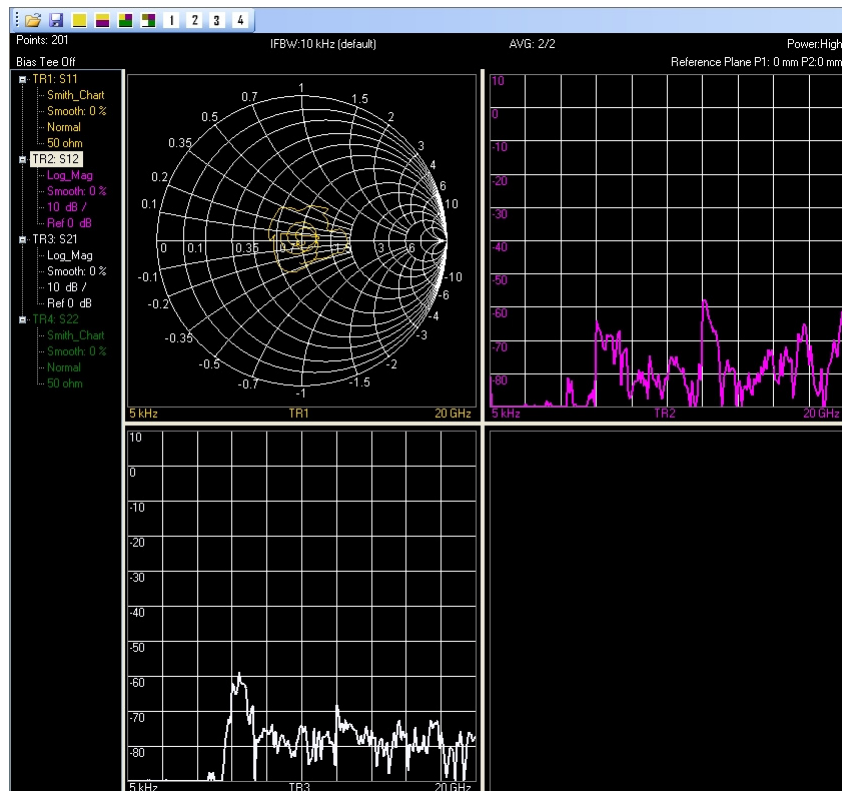 1 2 3 4
Points: 201 IFBW:10 kHz (default) AVG: 2/2 Power:High
Bias Tee Off Reference Plane P1: 0 mm P2:0 mm
TR1: S11
Smith_Chart
Smooth: 0 %
Normal
50 ohm
TR2: S12
Log_Mag
Smooth: 0 %
10 dB /
Ref 0 dB
TR3: S21
Log_Mag
Smooth: 0 %
10 dB /
Ref 0 dB
TR4: S22
Smith_Chart
Smooth: 0 %
Normal
50 ohm
1
0.7 1.5
0.5 2
0.35 3
4
0.2 6
0.1 10
0 0.1 0.35 0.7 1.5 3 6
-0.1 -10
-0.2 -6
-4
-0.35 -3
-0.5 -2
-0.7 -1.5
-1
5 kHz TR1 20 GHz
10
0
-10
-20
-30
-40
-50
-60
-70
-80
5 kHz TR2 20 GHz
10
0
-10
-20
-30
-40
-50
-60
-70
-80
5 kHz TR3 20 GHz